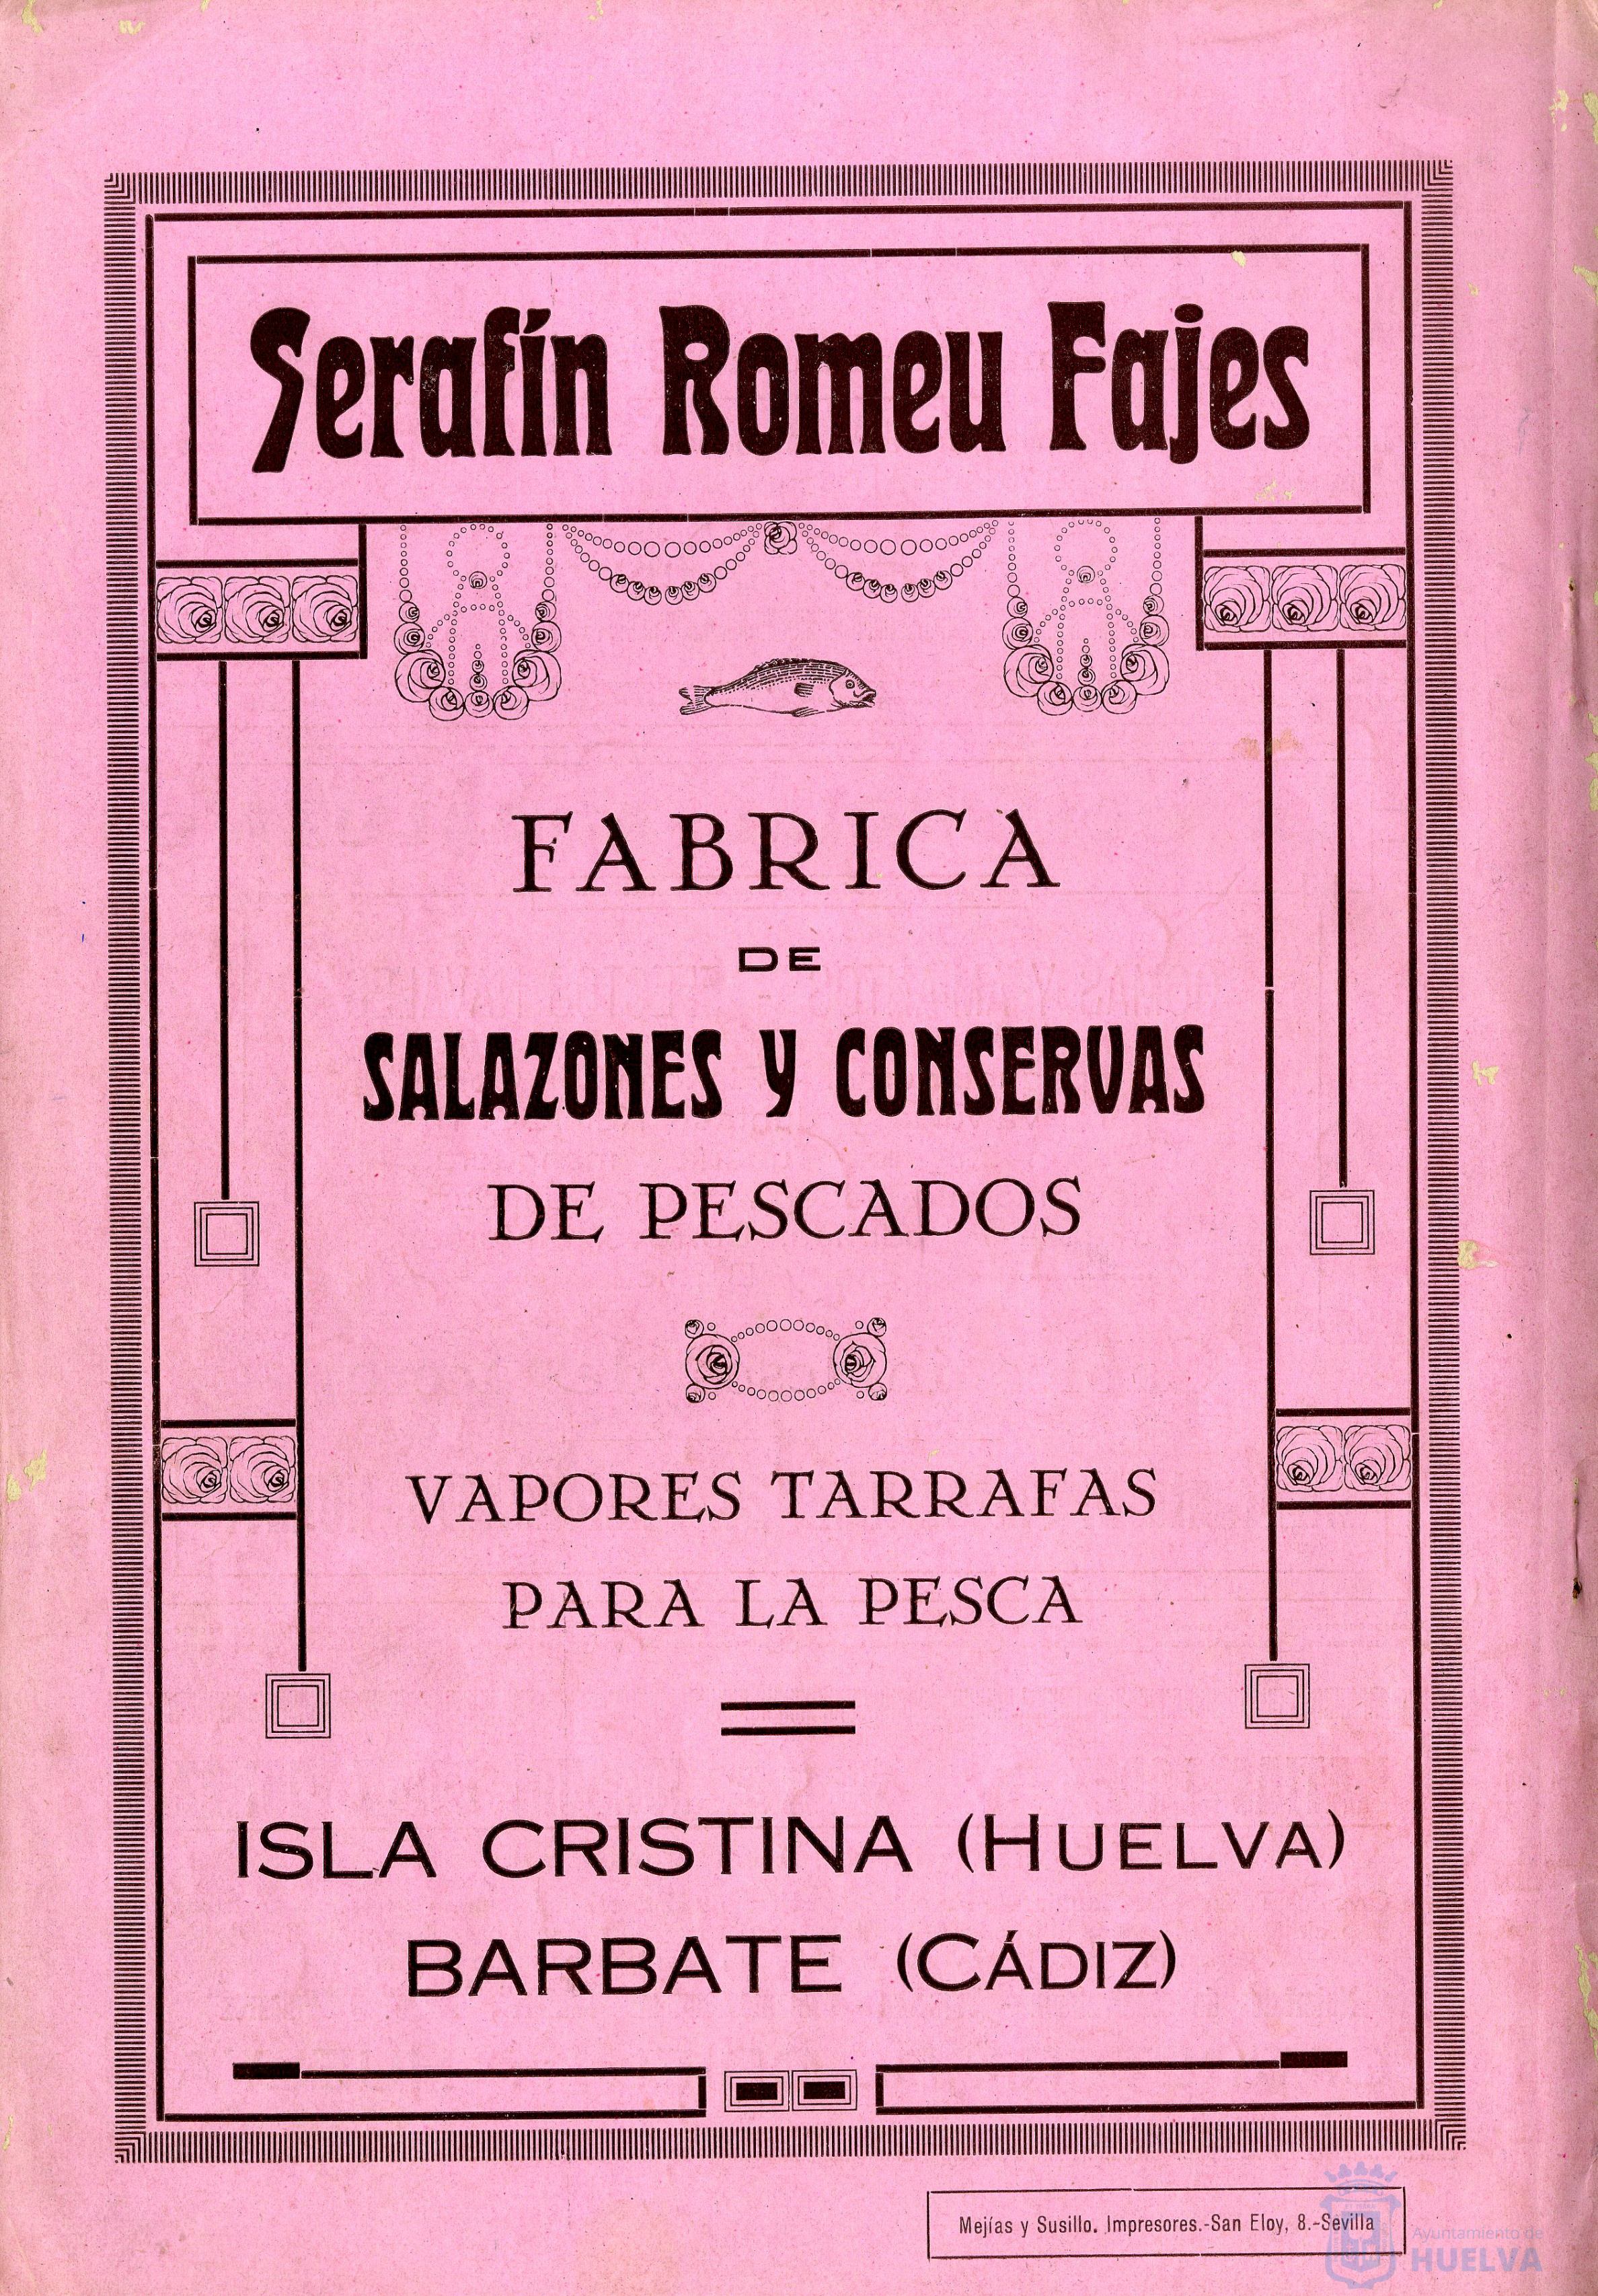 Serafín Romeu Fajes
FABRICA
DE
SALAZONES Y CONSERVAS
DE PESCADOS
VAPORES TARRAFAS
PARA LA PESCA
ISLA CRISTINA (HUELVA)
BARBATE (CÁDIZ)
Mejías y Susillo. Impresores.-San Eloy, 8.-Sevilla
Ayuntamiento de
HUELVA